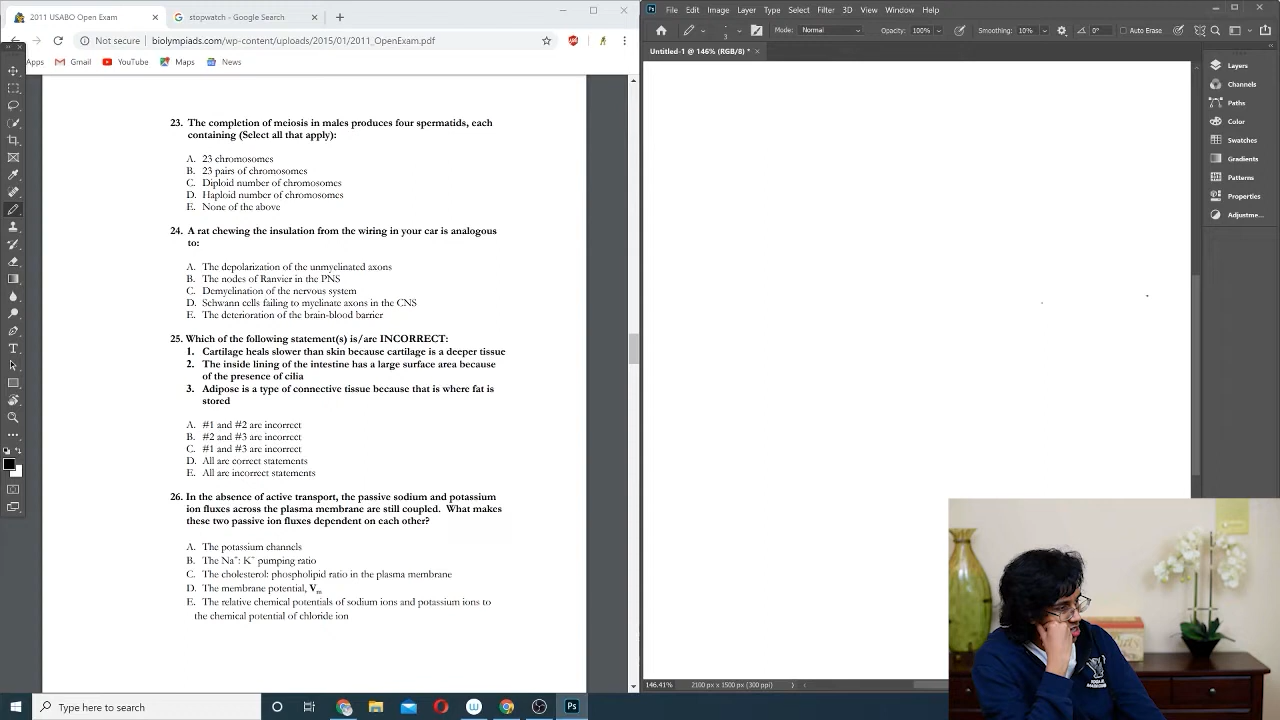 2011 USABO Open Exam
stopwatch - Google Search
Not secure
biolympiads.com/wp-content/uploads/2015/01/2011_OpenExam.pdf
Apps
Gmail
YouTube
Maps
News
23. The completion of meiosis in males produces four spermatids, each
containing (Select all that apply):
A. 23 chromosomes
B. 23 pairs of chromosomes
C. Diploid number of chromosomes
D. Haploid number of chromosomes
E. None of the above
24. A rat chewing the insulation from the wiring in your car is analogous
to:
A. The depolarization of the unmyelinated axons
B. The nodes of Ranvier in the PNS
C. Demyelination of the nervous system
D. Schwann cells failing to myelinate axons in the CNS
E. The deterioration of the brain-blood barrier
25. Which of the following statement(s) is/are INCORRECT:
1. Cartilage heals slower than skin because cartilage is a deeper tissue
2. The inside lining of the intestine has a large surface area because
of the presence of cilia
3. Adipose is a type of connective tissue because that is where fat is
stored
A. #1 and #2 are incorrect
B. #2 and #3 are incorrect
C. #1 and #3 are incorrect
D. All are correct statements
E. All are incorrect statements
26. In the absence of active transport, the passive sodium and potassium
ion fluxes across the plasma membrane are still coupled. What makes
these two passive ion fluxes dependent on each other?
A. The potassium channels
B. The Na⁺: K⁺ pumping ratio
C. The cholesterol: phospholipid ratio in the plasma membrane
D. The membrane potential, Vₘ
E. The relative chemical potentials of sodium ions and potassium ions to
the chemical potential of chloride ion
Ps File Edit Image Layer Type Select Filter 3D View Window Help
3
Mode: Normal
Opacity: 100%
Smoothing: 10%
0°
Auto Erase
Untitled-1 @ 146% (RGB/8) *
Layers
Channels
Paths
Color
Swatches
Gradients
Patterns
Properties
Adjustme...
146.41%
2100 px x 1500 px (300 ppi)
Type here to search
W
Ps